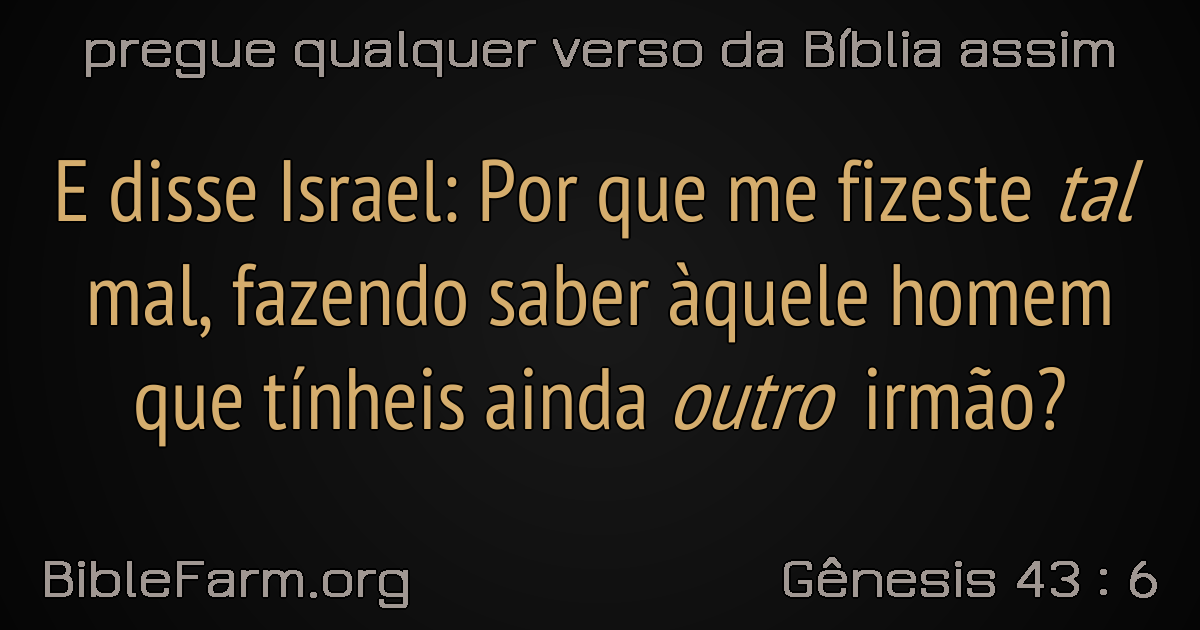 pregue qualquer verso da Bíblia assim
E disse Israel: Por que me fizeste tal
mal, fazendo saber àquele homem
que tínheis ainda outro irmão?
BibleFarm.org
Gênesis 43 : 6